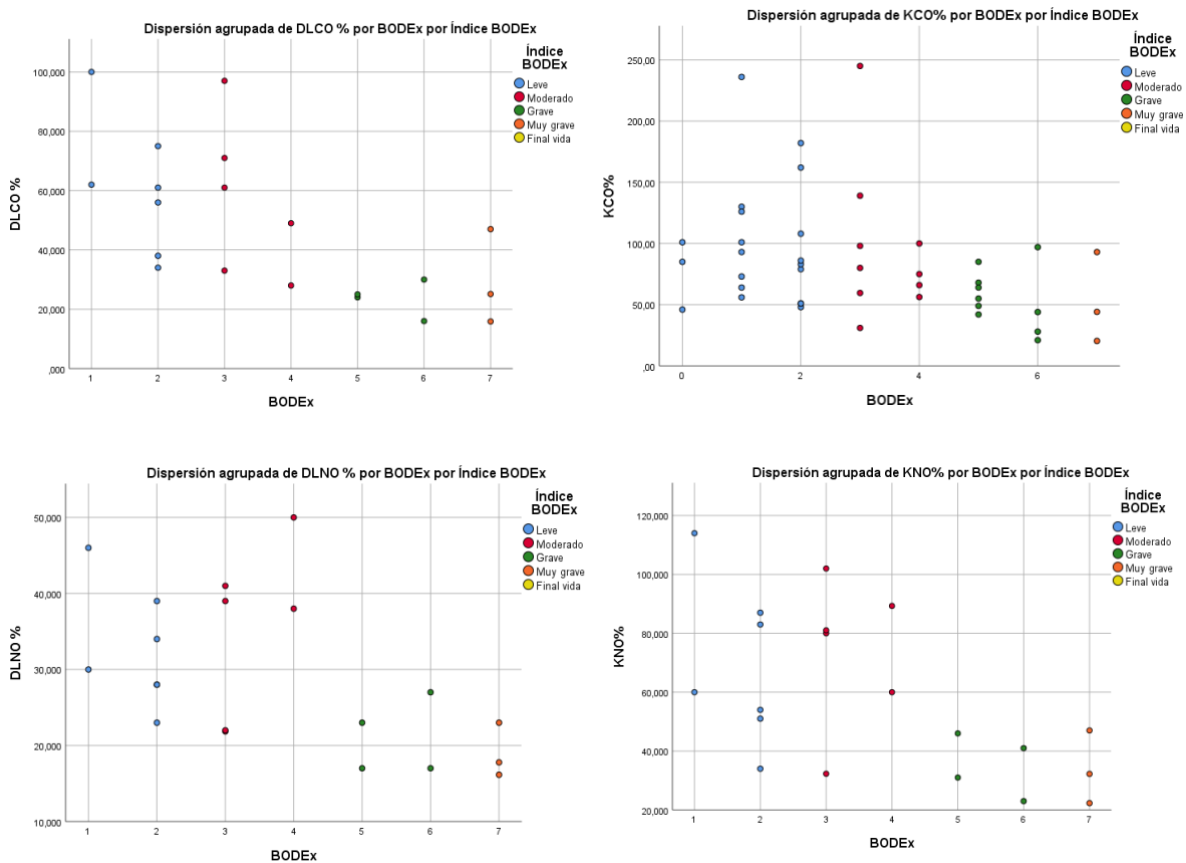 Dispersión agrupada de DLCO % por BODEx por Índice BODEx
Índice
BODEx
Leve
Moderado
Grave
Muy grave
Final vida
100,000
80,000
60,000
40,000
20,000
,000
DLCO %
1 2 3 4 5 6 7
BODEx
Dispersión agrupada de KCO% por BODEx por Índice BODEx
Índice
BODEx
Leve
Moderado
Grave
Muy grave
Final vida
250,00
200,00
150,00
100,00
50,00
,00
KCO%
0 2 4 6
BODEx
Dispersión agrupada de DLNO % por BODEx por Índice BODEx
Índice
BODEx
Leve
Moderado
Grave
Muy grave
Final vida
50,000
40,000
30,000
20,000
10,000
DLNO %
1 2 3 4 5 6 7
BODEx
Dispersión agrupada de KNO% por BODEx por Índice BODEx
Índice
BODEx
Leve
Moderado
Grave
Muy grave
Final vida
120,000
100,000
80,000
60,000
40,000
20,000
KNO%
1 2 3 4 5 6 7
BODEx